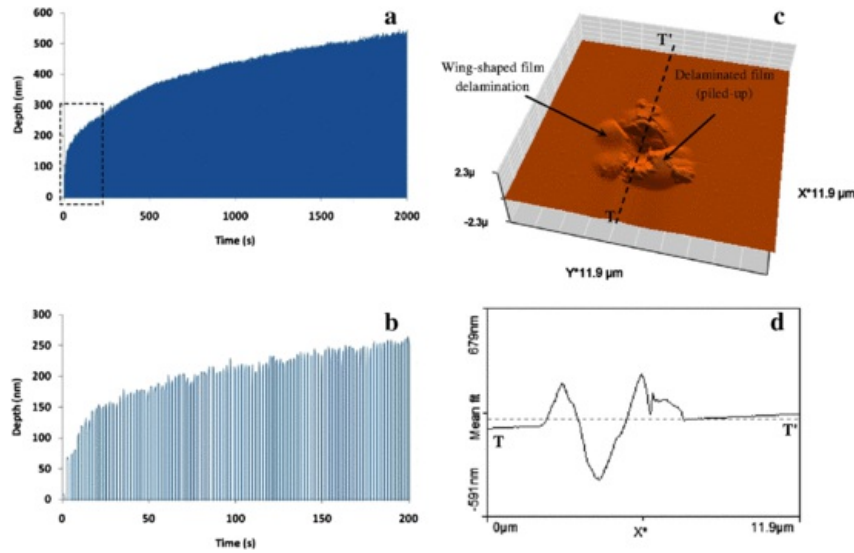 a
600
500
400
300
200
100
0
Depth (nm)
0 500 1000 1500 2000
Time (s)
c
T'
Wing-shaped film
delamination
Delaminated film
(piled-up)
2.3µ
-2.3µ
T
X*11.9 µm
Y*11.9 µm
b
300
250
200
150
100
50
0
Depth (nm)
0 50 100 150 200
Time (s)
d
679nm
Mean fit
-591nm
T T'
0µm X* 11.9µm